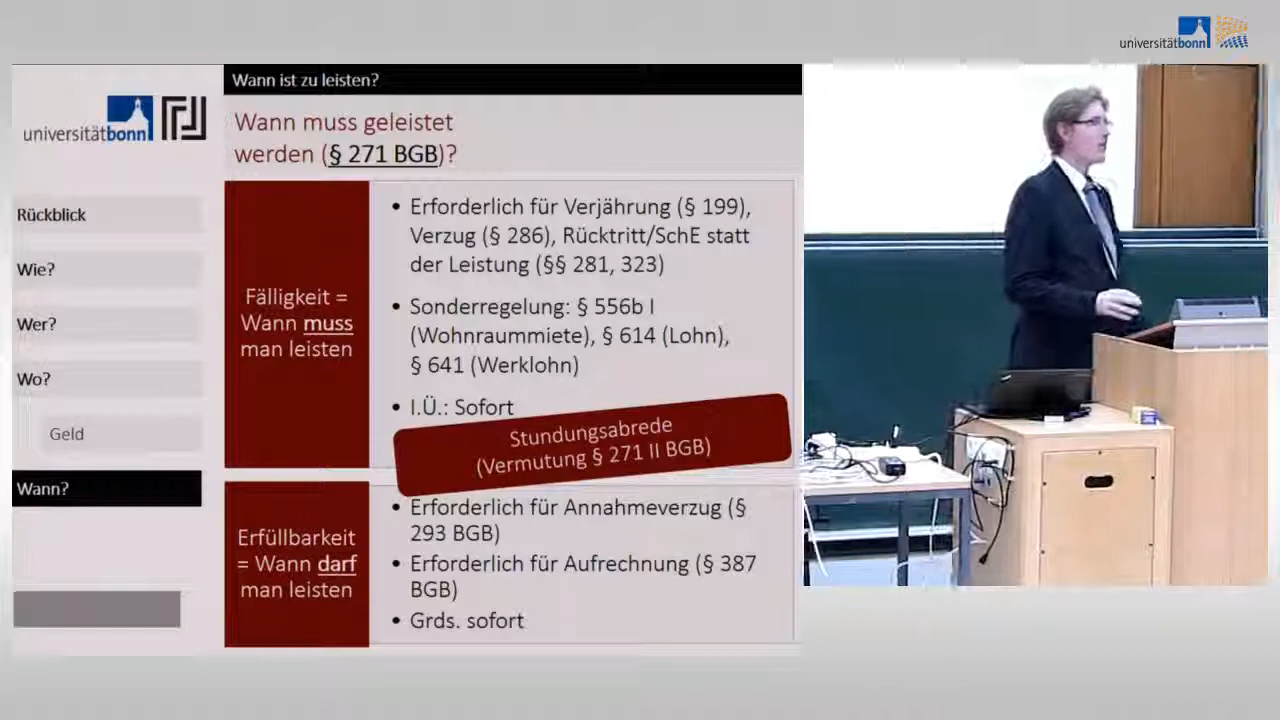 universitätbonn
Wann ist zu leisten?
universitätbonn
Wann muss geleistet
werden (§ 271 BGB)?
Rückblick
Wie?
Wer?
Wo?
Geld
Wann?
Fälligkeit =
Wann muss
man leisten
• Erforderlich für Verjährung (§ 199),
Verzug (§ 286), Rücktritt/SchE statt
der Leistung (§§ 281, 323)
• Sonderregelung: § 556b I
(Wohnraummiete), § 614 (Lohn),
§ 641 (Werklohn)
• I.Ü.: Sofort
Stundungsabrede
(Vermutung § 271 II BGB)
Erfüllbarkeit
= Wann darf
man leisten
• Erforderlich für Annahmeverzug (§
293 BGB)
• Erforderlich für Aufrechnung (§ 387
BGB)
• Grds. sofort